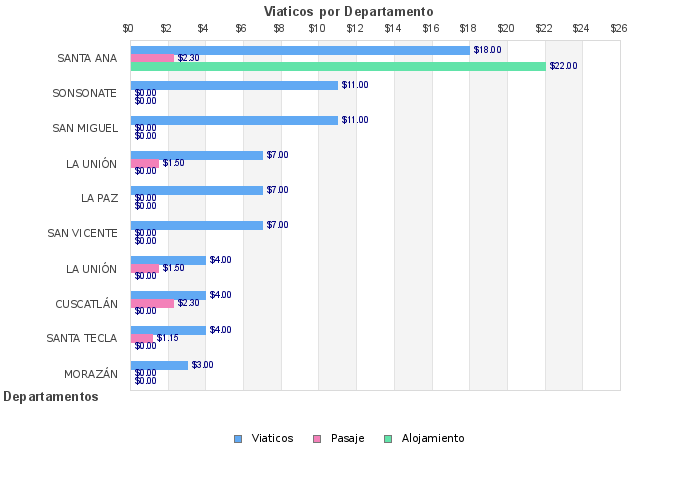 Viaticos por Departamento
$0 $2 $4 $6 $8 $10 $12 $14 $16 $18 $20 $22 $24 $26
SANTA ANA $18.00
$2.30
$22.00
SONSONATE $11.00
$0.00
$0.00
SAN MIGUEL $11.00
$0.00
$0.00
LA UNIÓN $7.00
$1.50
$0.00
LA PAZ $7.00
$0.00
$0.00
SAN VICENTE $7.00
$0.00
$0.00
LA UNIÓN $4.00
$1.50
$0.00
CUSCATLÁN $4.00
$2.30
$0.00
SANTA TECLA $4.00
$1.15
$0.00
MORAZÁN $3.00
$0.00
$0.00
Departamentos
Viaticos Pasaje Alojamiento